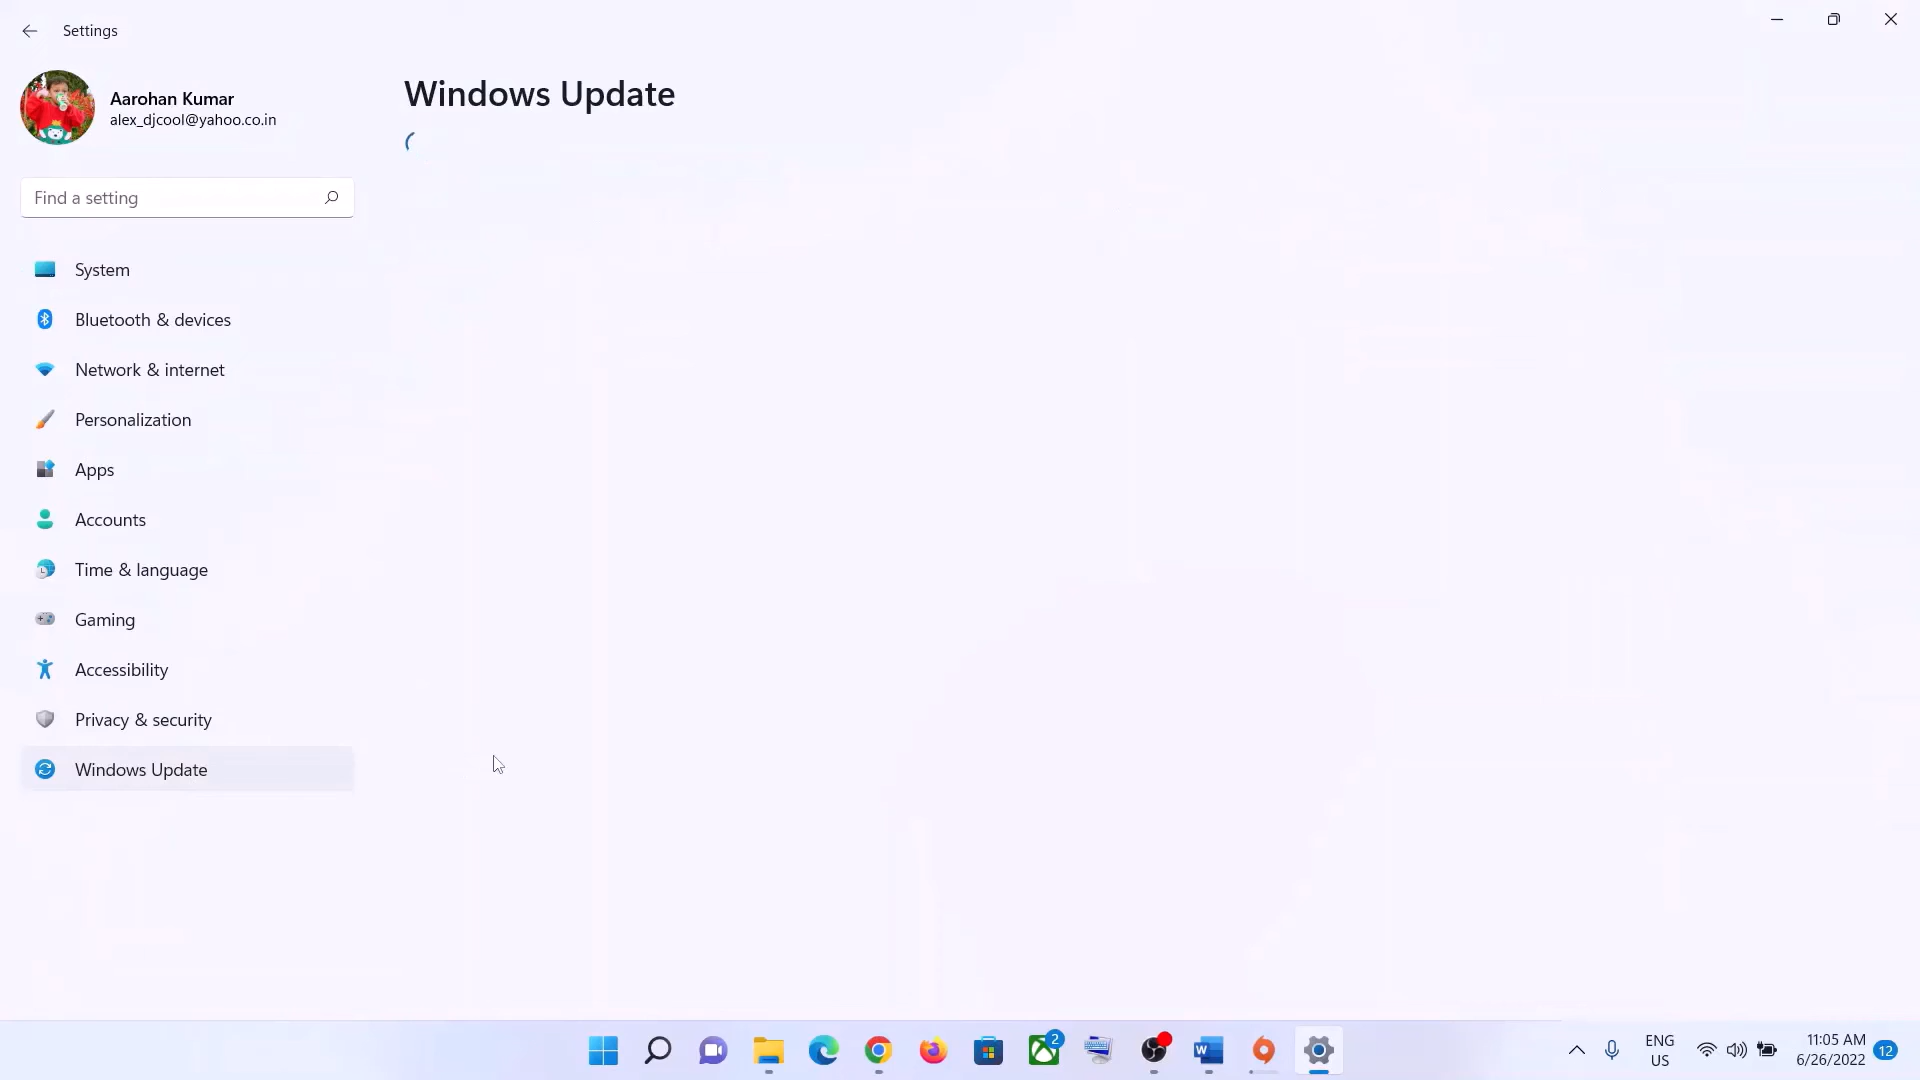 Settings
Aarohan Kumar
alex_djcool@yahoo.co.in
Find a setting
System
Bluetooth & devices
Network & internet
Personalization
Apps
Accounts
Time & language
Gaming
Accessibility
Privacy & security
Windows Update
Windows Update
2
W
ENG
US
11:05 AM
6/26/2022
12